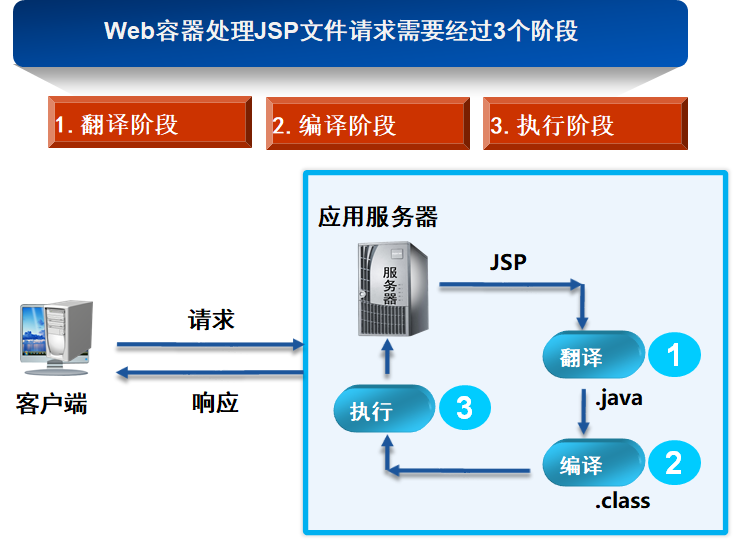 Web容器处理JSP文件请求需要经过3个阶段
1.翻译阶段
2.编译阶段
3.执行阶段
应用服务器
服务器
JSP
请求
翻译
1
客户端
响应
.java
执行
3
编译
2
.class